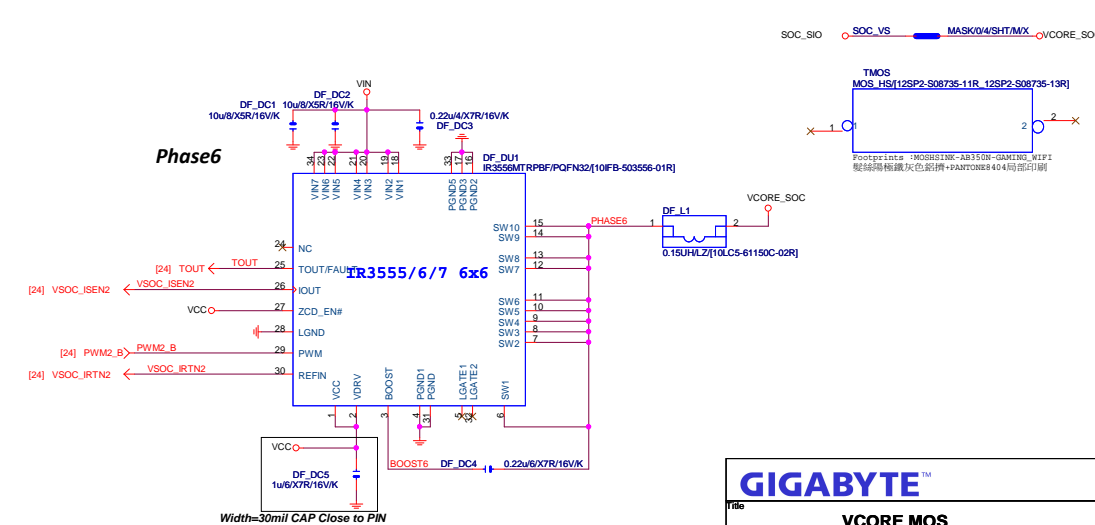 SOC_SIO
SOC_VS
MASK/0/4/SHT/M/X
VCORE_SO
TMOS
MOS_HS/[12SP2-S08735-11R_12SP2-S08735-13R]
1
1
2
2
Footprints :MOSHSINK-AB350N-GAMING_WIFI
髮絲陽極鐵灰色鋁擠+PANTONE8404局部印刷
Phase6
VIN
DF_DC2
DF_DC1
10u/8/X5R/16V/K
10u/8/X5R/16V/K
0.22u/4/X7R/16V/K
DF_DC3
DF_DU1
IR3556MTRPBF/PQFN32/[10IFB-503556-01R]
34
23
22
21
20
19
18
33
17
16
VIN7
VIN6
VIN5
VIN4
VIN3
VIN2
VIN1
PGND5
PGND3
PGND2
VCORE_SOC
SW10
15
PHASE6
SW9
14
1
DF_L1
2
0.15UH/LZ/[10LC5-61150C-02R]
SW8
13
SW7
12
SW6
11
SW5
10
SW4
9
SW3
8
SW2
7
24
NC
[24] TOUT
TOUT
25
TOUT/FAULT
IR3555/6/7 6x6
[24] VSOC_ISEN2
VSOC_ISEN2
26
IOUT
VCC
27
ZCD_EN#
28
LGND
[24] PWM2_B
PWM2_B
29
PWM
[24] VSOC_IRTN2
VSOC_IRTN2
30
REFIN
VCC
VDRV
BOOST
PGND1
PGND
LGATE1
LGATE2
SW1
1
2
3
4
31
5
32
6
VCC
DF_DC5
1u/6/X7R/16V/K
BOOST6
DF_DC4
0.22u/6/X7R/16V/K
Width=30mil CAP Close to PIN
GIGABYTE™
Title
VCORE MOS